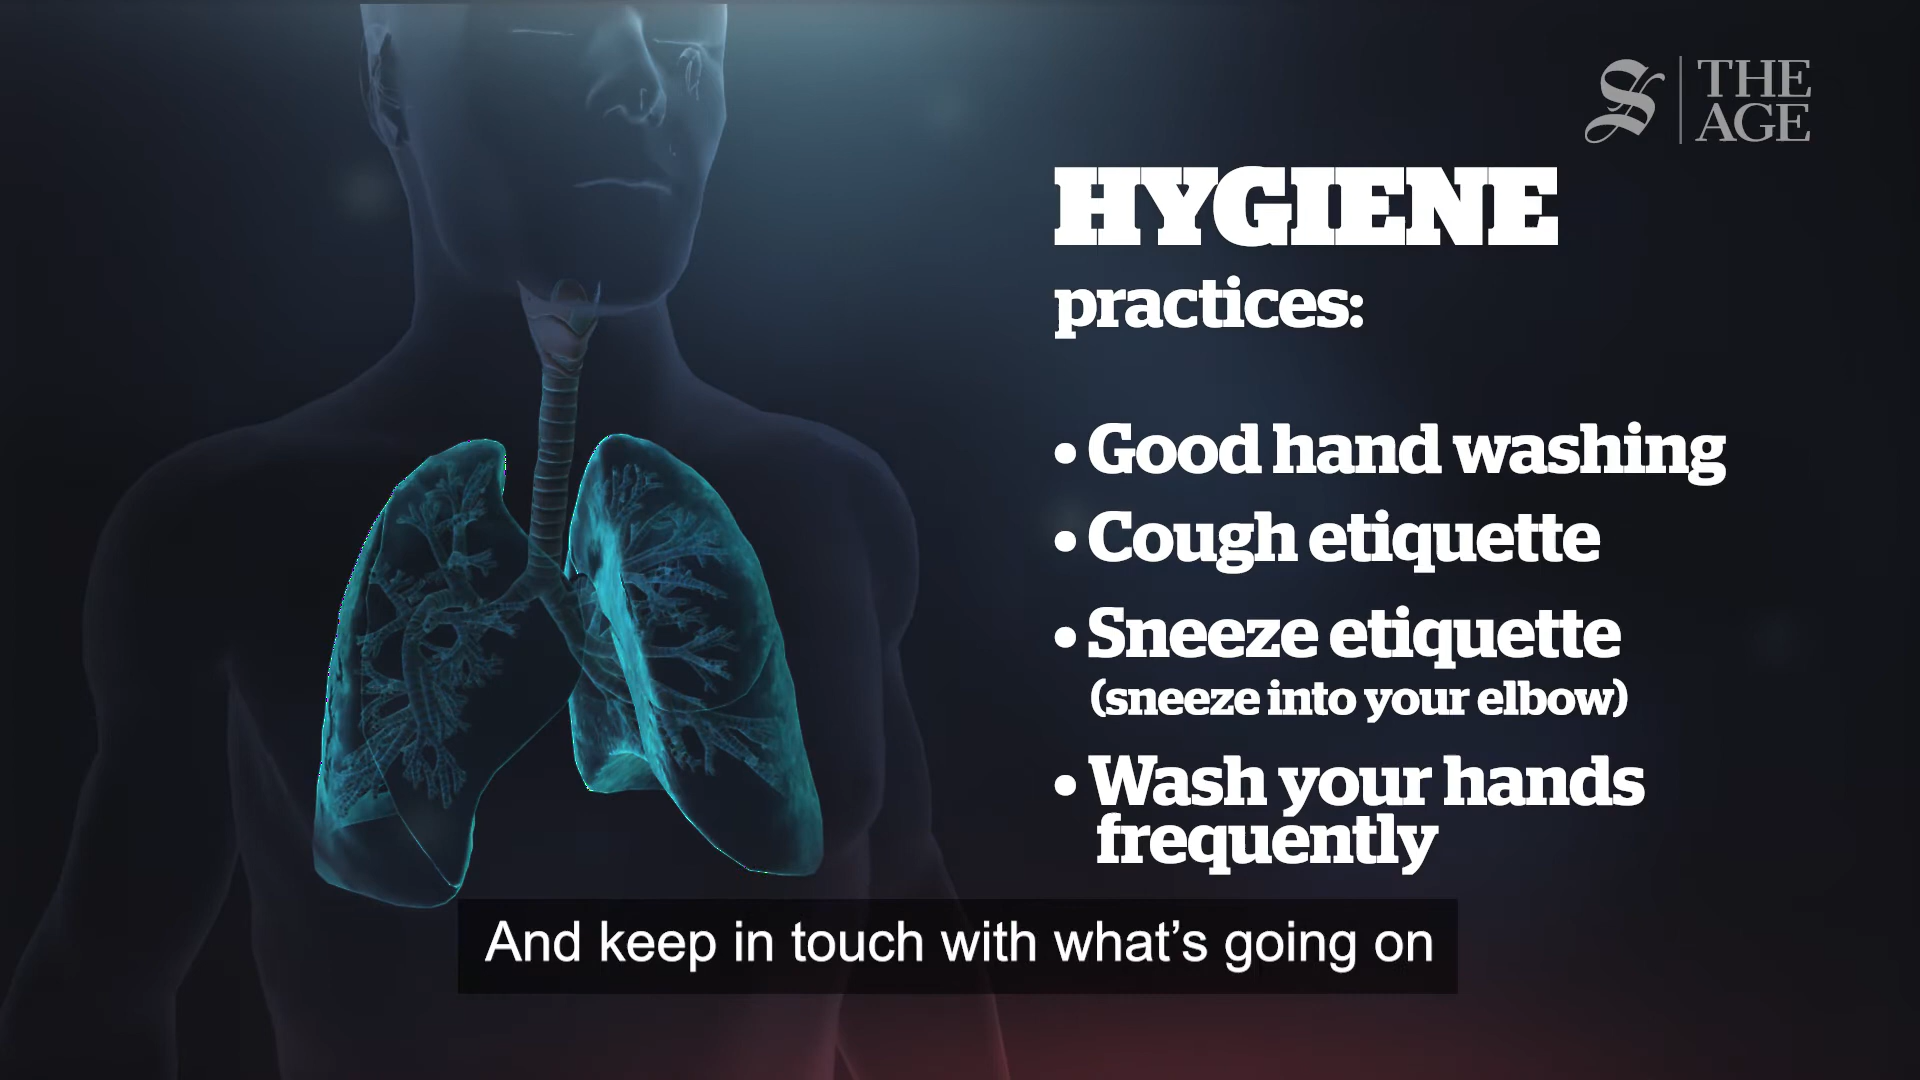 THE
AGE
HYGIENE
practices:
• Good hand washing
• Cough etiquette
• Sneeze etiquette
(sneeze into your elbow)
• Wash your hands
frequently
And keep in touch with what’s going on